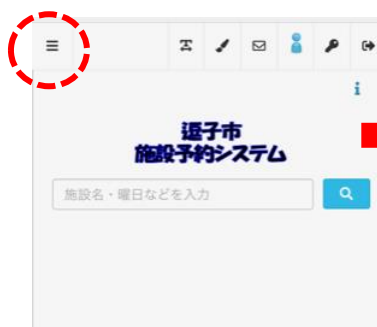 逗子市
施設予約システム
施設名・曜日などを入力